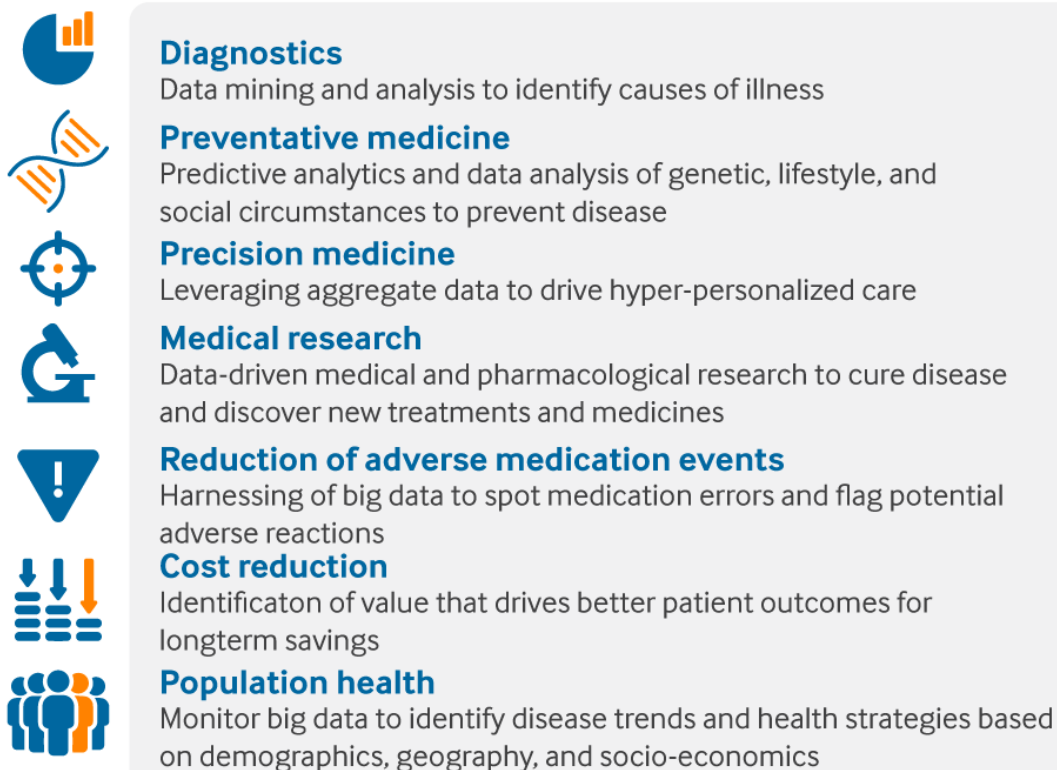 Diagnostics
Data mining and analysis to identify causes of illness
Preventative medicine
Predictive analytics and data analysis of genetic, lifestyle, and
social circumstances to prevent disease
Precision medicine
Leveraging aggregate data to drive hyper-personalized care
Medical research
Data-driven medical and pharmacological research to cure disease
and discover new treatments and medicines
Reduction of adverse medication events
Harnessing of big data to spot medication errors and flag potential
adverse reactions
Cost reduction
Identificaton of value that drives better patient outcomes for
longterm savings
Population health
Monitor big data to identify disease trends and health strategies based
on demographics, geography, and socio-economics